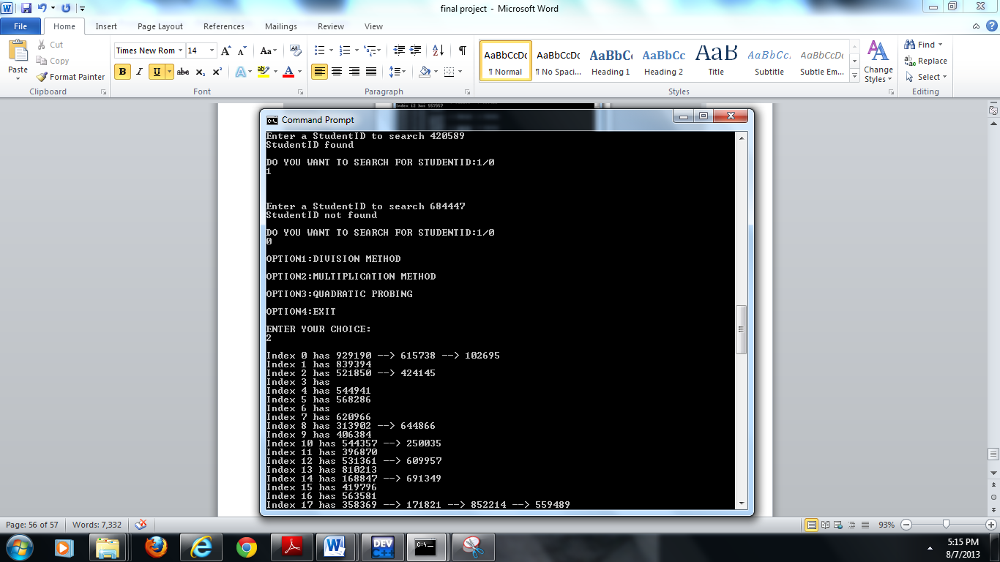 final project - Microsoft Word
File Home Insert Page Layout References Mailings Review View
Paste
Cut
Copy
Format Painter
Clipboard
Times New Rom 14
B I U abc x₂ x²
Font
Paragraph
AaBbCcDc AaBbCcDc AaBbCc AaBbCc AaB AaBbCc. AaBbCcDc
¶ Normal ¶ No Spaci... Heading 1 Heading 2 Title Subtitle Subtle Em...
Styles
Change
Styles
Find
Replace
Select
Editing
Index 12 has 557957
Command Prompt
Enter a StudentID to search 420589
StudentID found
DO YOU WANT TO SEARCH FOR STUDENTID:1/0
1
Enter a StudentID to search 684447
StudentID not found
DO YOU WANT TO SEARCH FOR STUDENTID:1/0
0
OPTION1:DIVISION METHOD
OPTION2:MULTIPLICATION METHOD
OPTION3:QUADRATIC PROBING
OPTION4:EXIT
ENTER YOUR CHOICE:
2
Index 0 has 929190 --> 615738 --> 102695
Index 1 has 839394
Index 2 has 521850 --> 424145
Index 3 has
Index 4 has 544941
Index 5 has 568286
Index 6 has
Index 7 has 620966
Index 8 has 313902 --> 644866
Index 9 has 406384
Index 10 has 544357 --> 250035
Index 11 has 396870
Index 12 has 531361 --> 609957
Index 13 has 810213
Index 14 has 168847 --> 691349
Index 15 has 419796
Index 16 has 563581
Index 17 has 358369 --> 171821 --> 852214 --> 559489
Page: 56 of 57 Words: 7,332 93%
DEV
C++
C:\
5:15 PM
8/7/2013